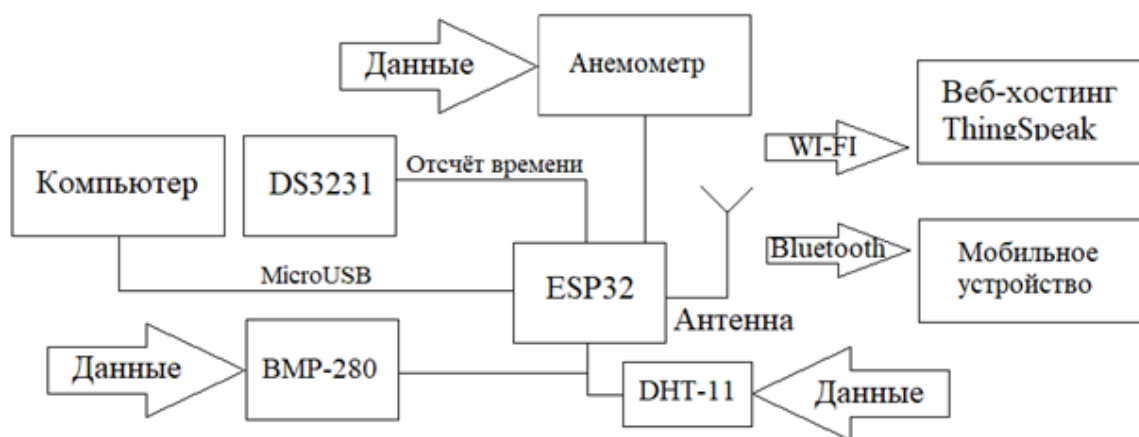 Данные
Анемометр
Веб-хостинг
ThingSpeak
WI-FI
Компьютер
DS3231
Отсчёт времени
Bluetooth
Мобильное
устройство
MicroUSB
ESP32
Антенна
Данные
BMP-280
DHT-11
Данные